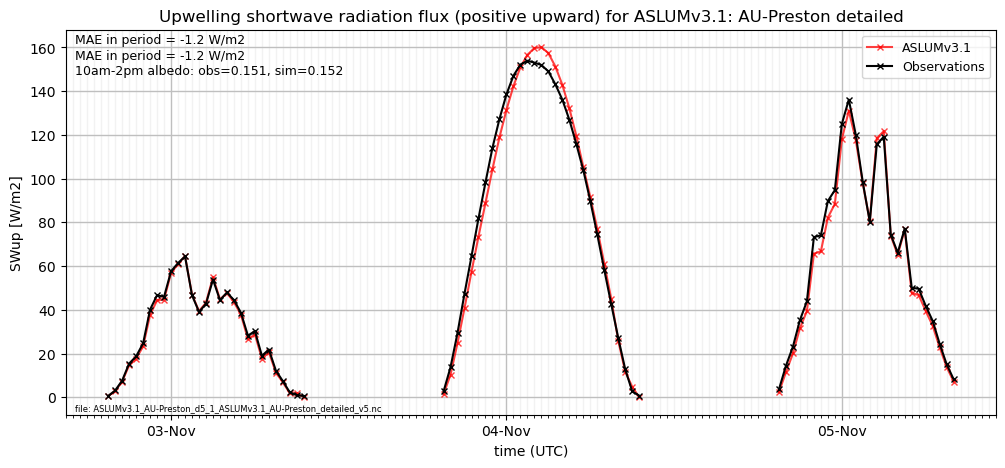 Upwelling shortwave radiation flux (positive upward) for ASLUMv3.1: AU-Preston detailed
MAE in period = -1.2 W/m2
MAE in period = -1.2 W/m2
10am-2pm albedo: obs=0.151, sim=0.152
ASLUMv3.1
Observations
160
140
120
100
80
60
40
20
0
SWup [W/m2]
file: ASLUMv3.1_AU-Preston_d5_1_ASLUMv3.1_AU-Preston_detailed_v5.nc
03-Nov
04-Nov
05-Nov
time (UTC)